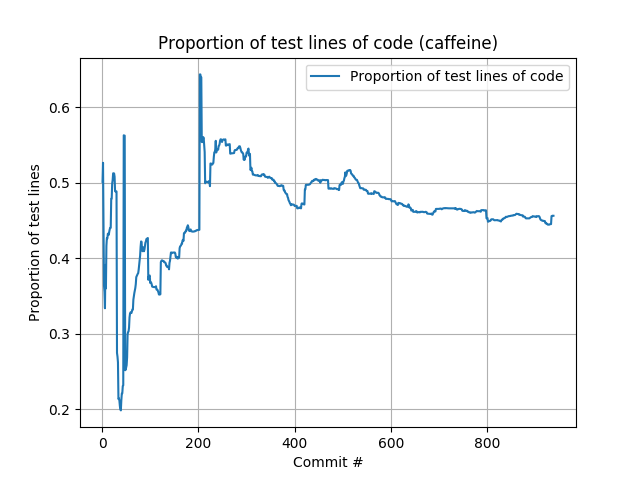 Proportion of test lines of code (caffeine)
Proportion of test lines of code
Proportion of test lines
0.6
0.5
0.4
0.3
0.2
0
200
400
600
800
Commit #